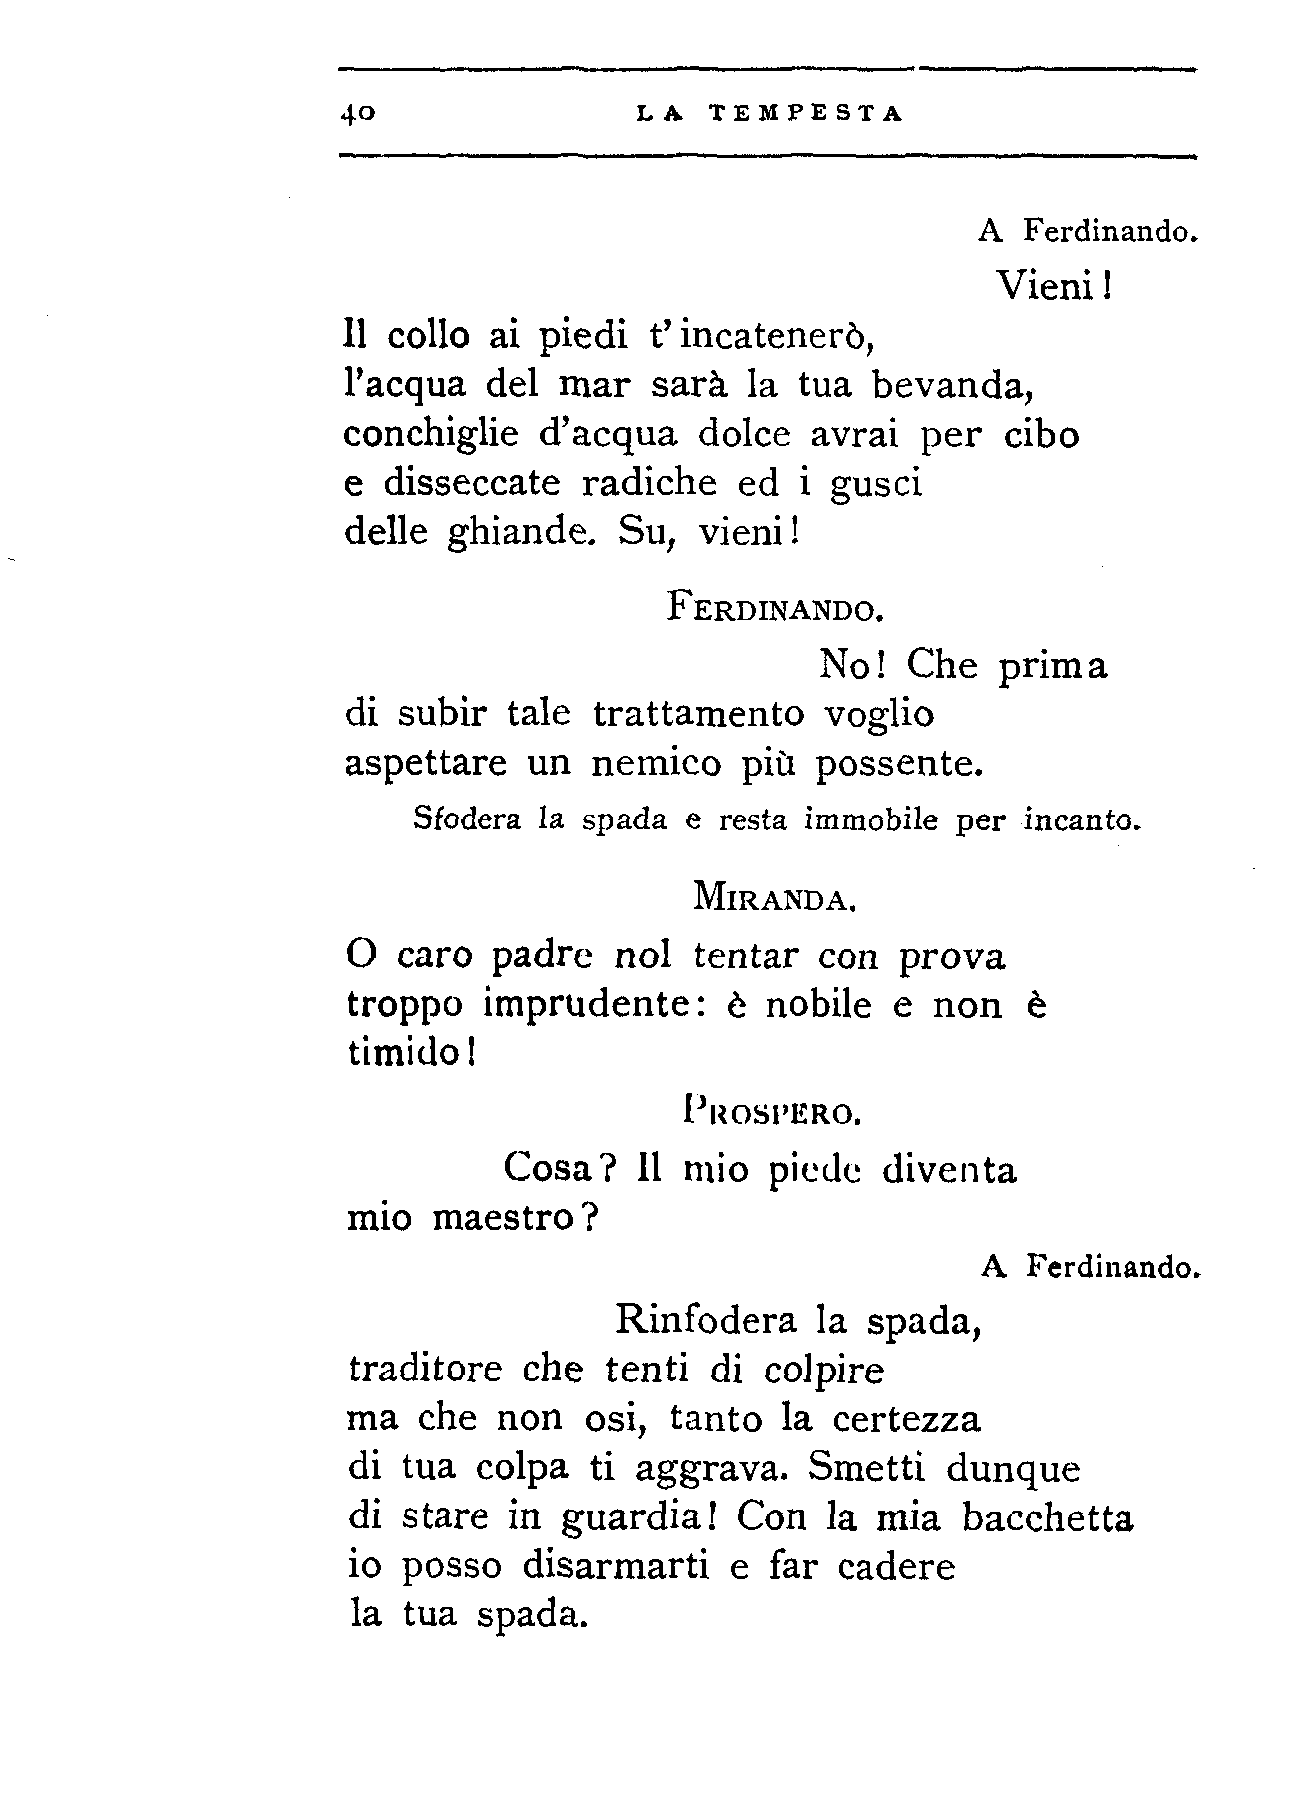 40 LA TEMPESTA
A Ferdinando.
Vieni!
Il collo ai piedi t'incatenerò,
l'acqua del mar sarà la tua bevanda,
conchiglie d'acqua dolce avrai per cibo
e disseccate radiche ed i gusci
delle ghiande. Su, vieni!
FERDINANDO.
No! Che prima
di subir tale trattamento voglio
aspettare un nemico più possente.
Sfodera la spada e resta immobile per incanto.
MIRANDA.
O caro padre nol tentar con prova
troppo imprudente: è nobile e non è
timido!
PROSPERO.
Cosa? Il mio piede diventa
mio maestro?
A Ferdinando.
Rinfodera la spada,
traditore che tenti di colpire
ma che non osi, tanto la certezza
di tua colpa ti aggrava. Smetti dunque
di stare in guardia! Con la mia bacchetta
io posso disarmarti e far cadere
la tua spada.